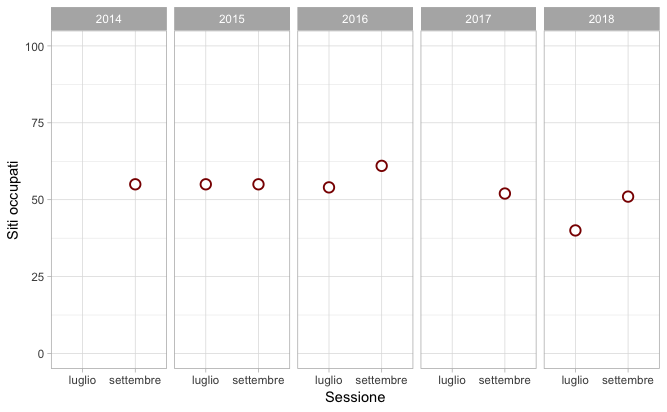 2014 2015 2016 2017 2018
100
75
50
25
0
Siti occupati
luglio settembre luglio settembre luglio settembre luglio settembre luglio settembre
Sessione